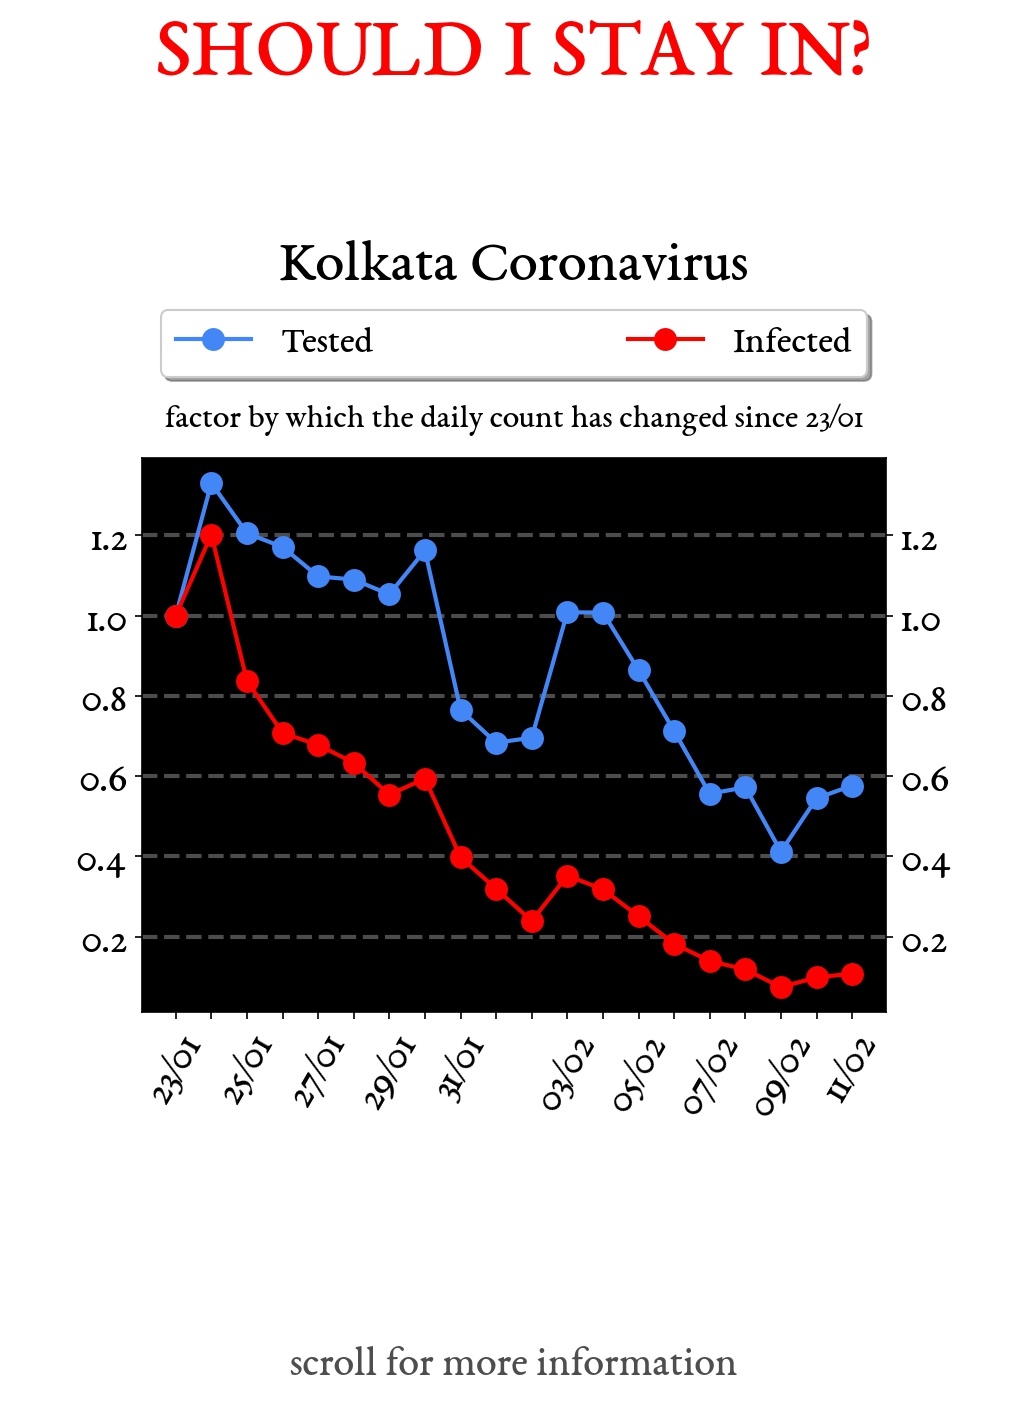 SHOULD I STAY IN?
Kolkata Coronavirus
Tested Infected
factor by which the daily count has changed since 23/01
1.2 1.2
1.0 1.0
0.8 0.8
0.6 0.6
0.4 0.4
0.2 0.2
23/01 25/01 27/01 29/01 31/01 03/02 05/02 07/02 09/02 11/02
scroll for more information